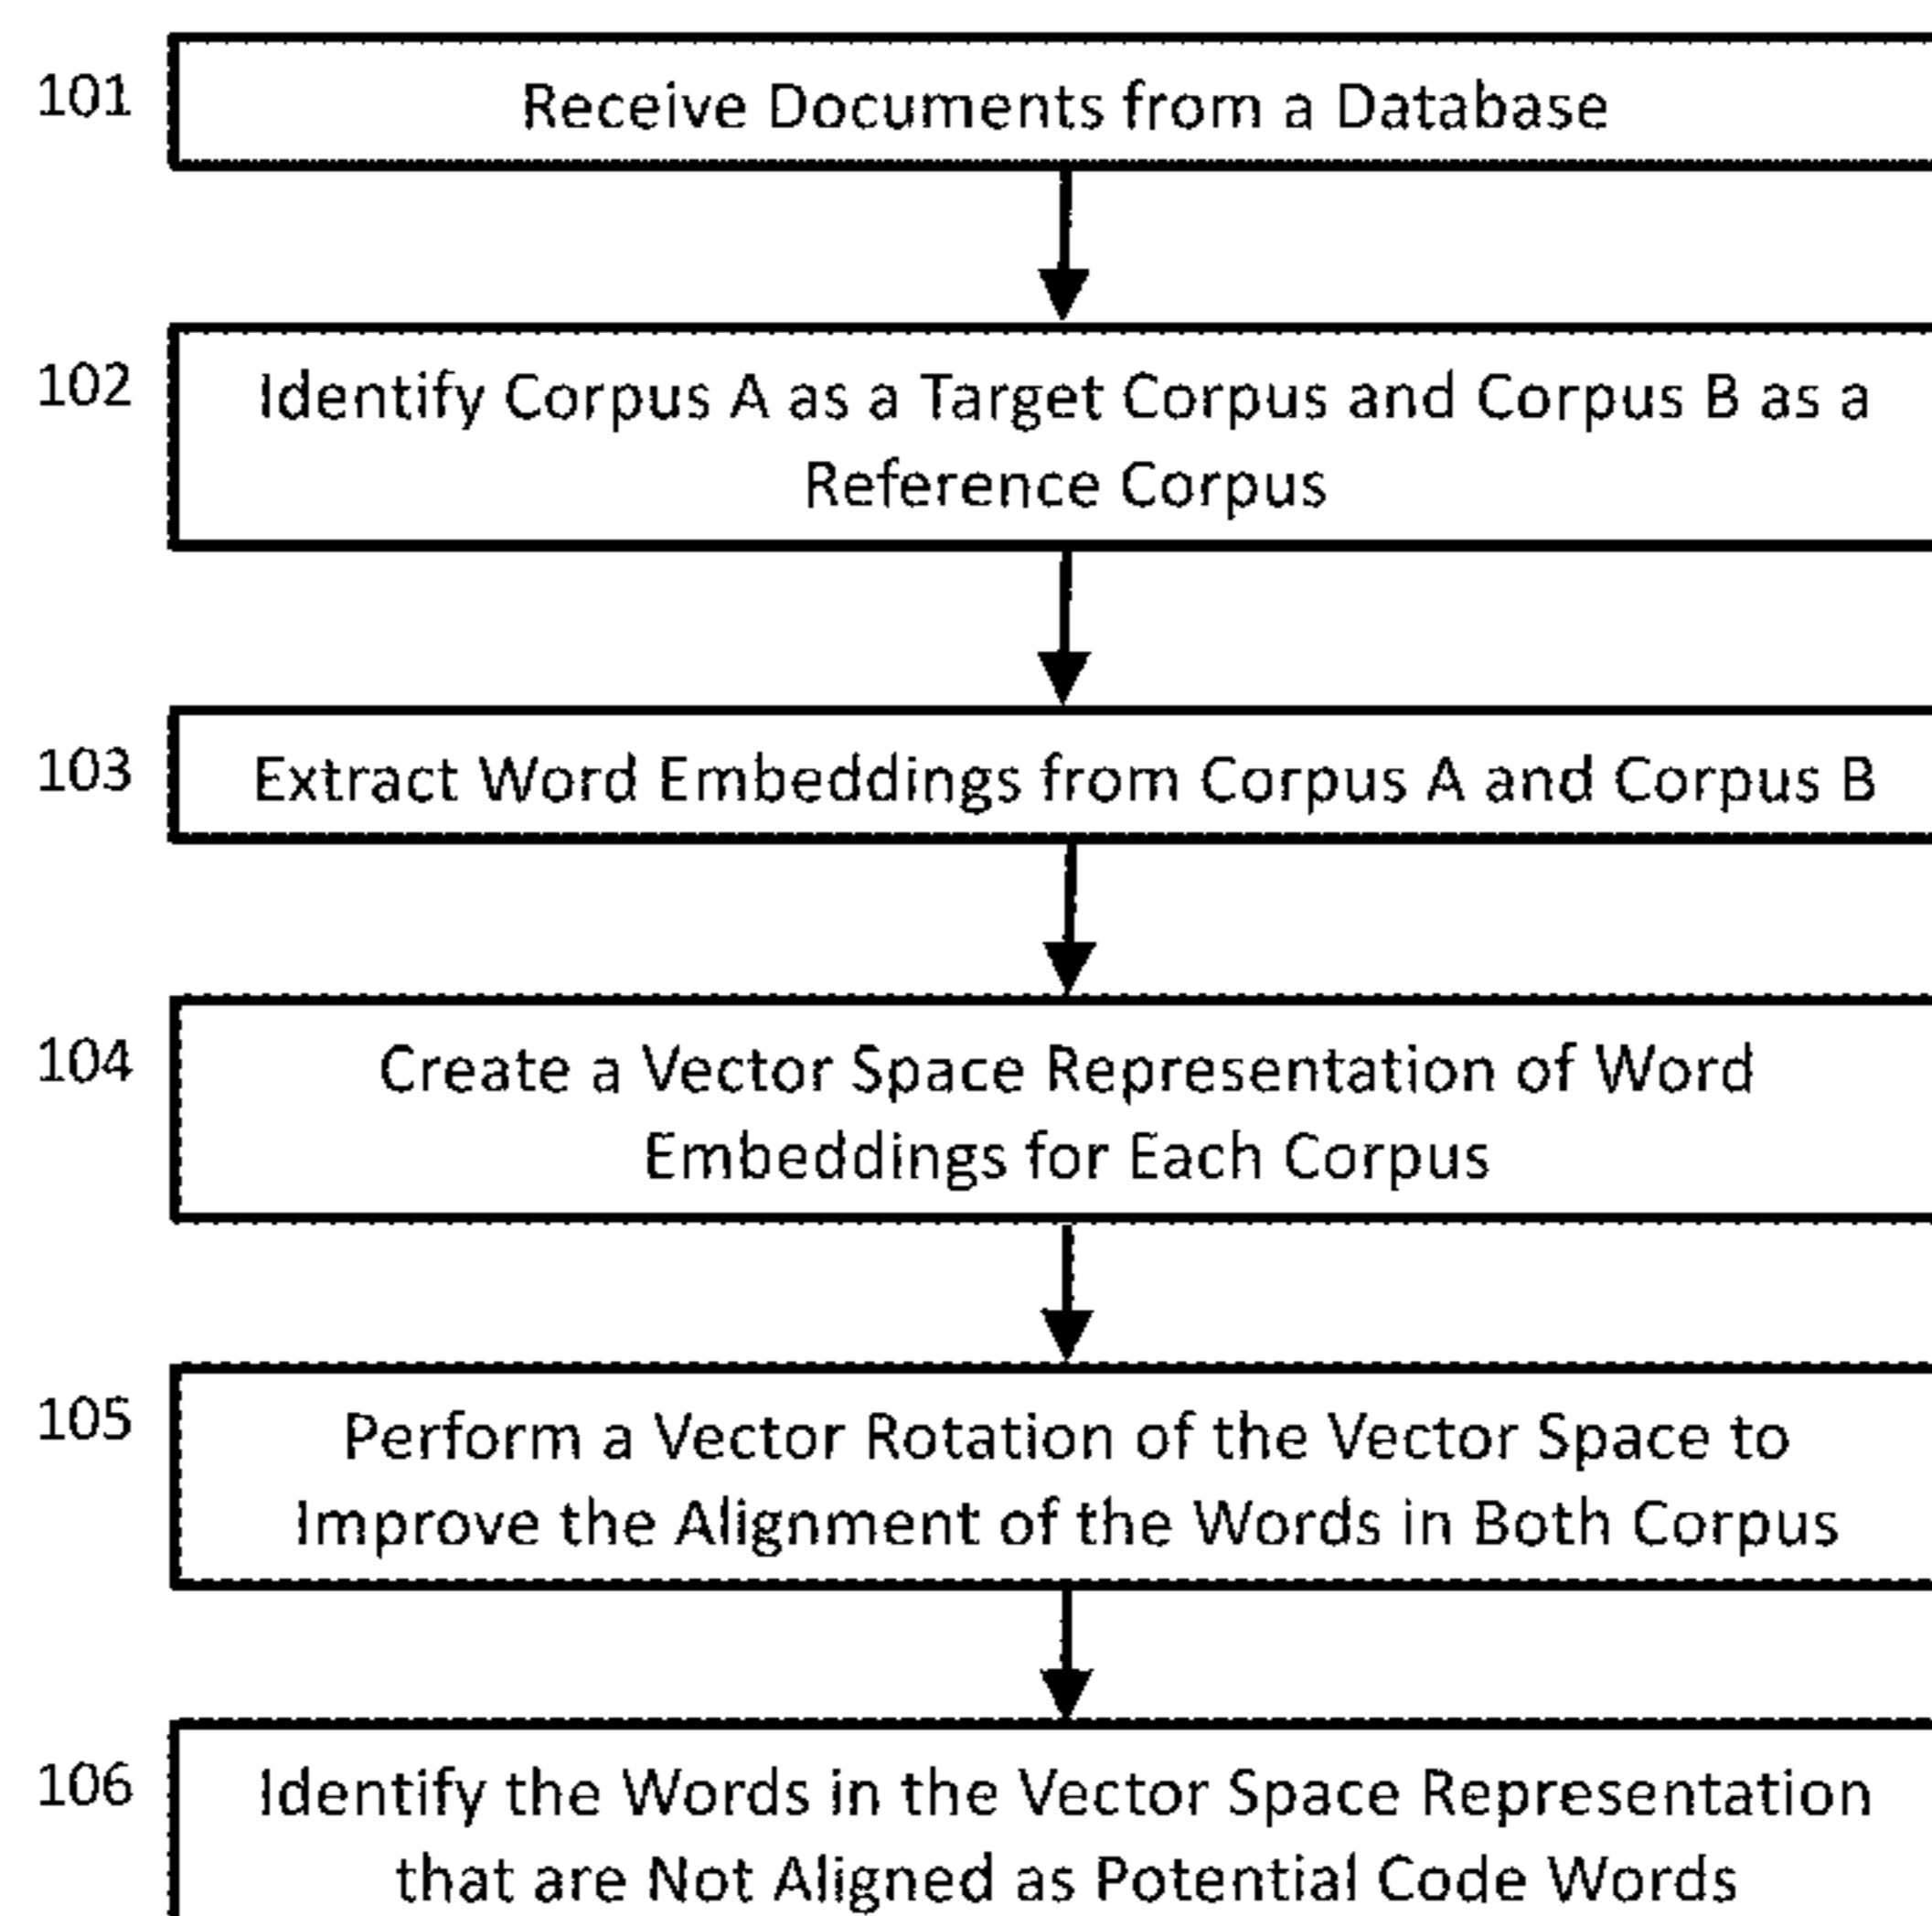 101
Receive Documents from a Database
102
Identify Corpus A as a Target Corpus and Corpus B as a
Reference Corpus
103
Extract Word Embeddings from Corpus A and Corpus B
104
Create a Vector Space Representation of Word
Embeddings for Each Corpus
105
Perform a Vector Rotation of the Vector Space to
Improve the Alignment of the Words in Both Corpus
106
Identify the Words in the Vector Space Representation
that are Not Aligned as Potential Code Words